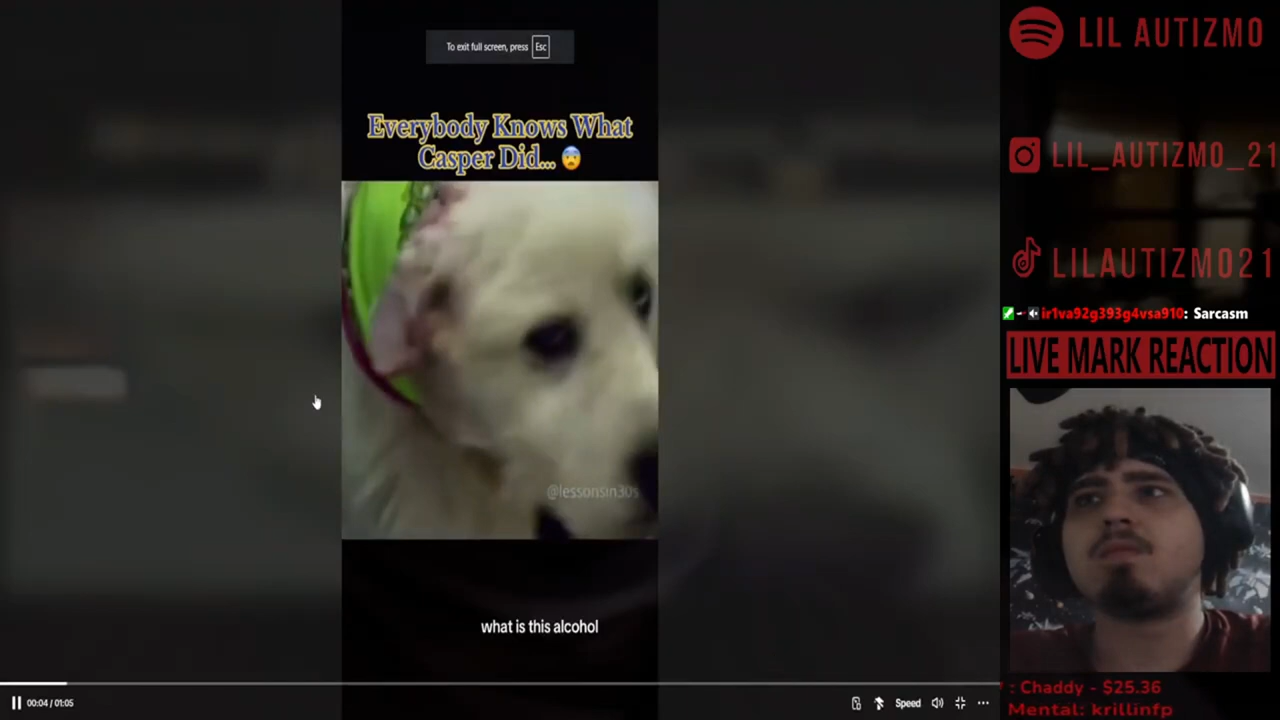 To exit full screen, press Esc
Everybody Knows What
Casper Did... 😨
@lessonsin30s
what is this alcohol
00:04 / 01:05
Speed
LIL AUTIZMO
LIL_AUTIZMO_21
LILAUTIZMO21
ir1va92g393g4vsa910: Sarcasm
LIVE MARK REACTION
: Chaddy - $25.36
Mental: krillinfp